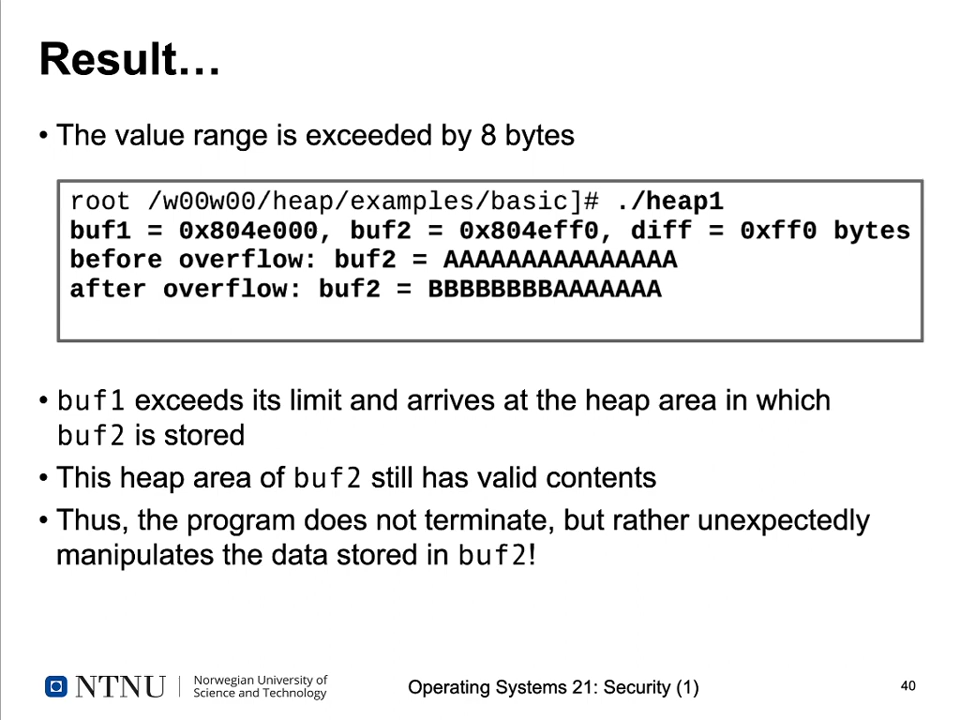 Result…
• The value range is exceeded by 8 bytes
root /w00w00/heap/examples/basic]# ./heap1
buf1 = 0x804e000, buf2 = 0x804eff0, diff = 0xff0 bytes
before overflow: buf2 = AAAAAAAAAAAAAAA
after overflow: buf2 = BBBBBBBBAAAAAAA
• buf1 exceeds its limit and arrives at the heap area in which
buf2 is stored
• This heap area of buf2 still has valid contents
• Thus, the program does not terminate, but rather unexpectedly
manipulates the data stored in buf2!
NTNU
Norwegian University of
Science and Technology
Operating Systems 21: Security (1)
40